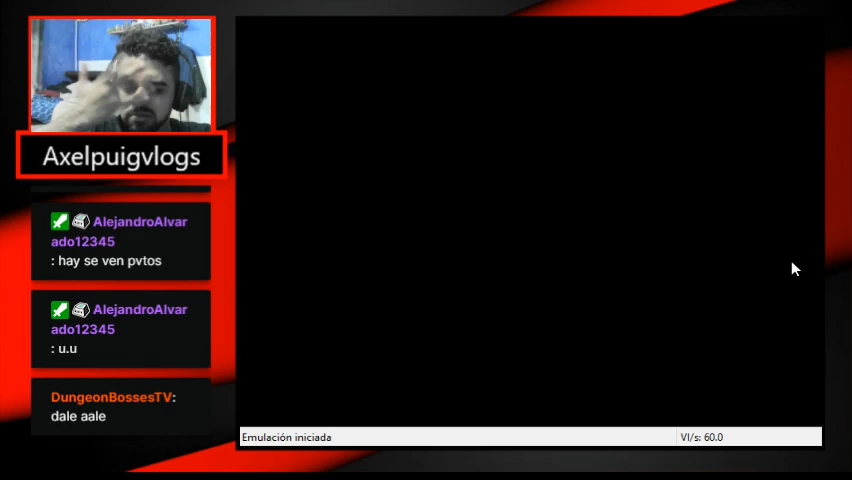 Axelpuigvlogs
AlejandroAlvar
ado12345
: hay se ven pvtos
AlejandroAlvar
ado12345
: u.u
DungeonBossesTV:
dale aale
Emulación iniciada
VI/s: 60.0